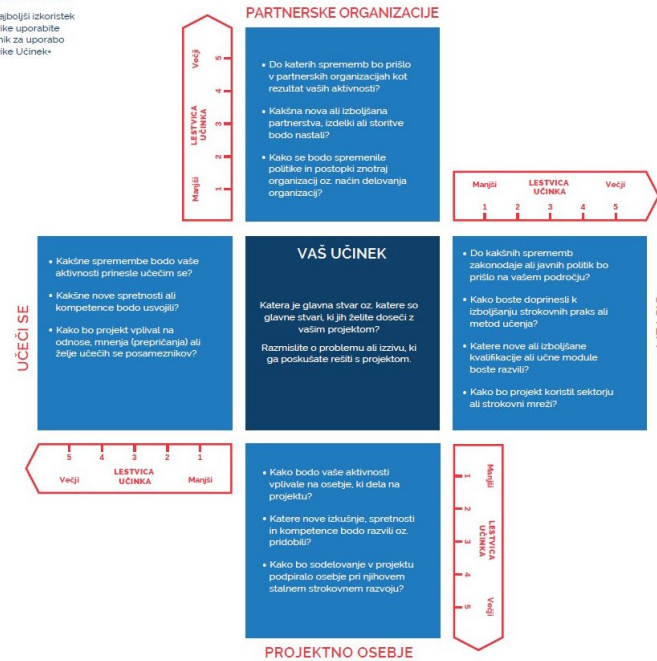 PARTNERSKE ORGANIZACIJE
ike uporabite
nik za uporabo
ike Učinek«
• Do katerih sprememb bo prišlo
v partnerskih organizacijah kot
rezultat vaših aktivnosti?
• Kakšna nova ali izboljšana
partnerstva, izdelki ali storitve
bodo nastali?
• Kako se bodo spremenile
politike in postopki znotraj
organizacij oz. način delovanja
organizacij?
Večji
LESTVICA
UČINKA
Manjši
5
4
3
2
1
Manjši
LESTVICA
UČINKA
Večji
1 2 3 4 5
UČEČI SE
• Kakšne spremembe bodo vaše
aktivnosti prinesle učečim se?
• Kakšne nove spretnosti ali
kompetence bodo usvojili?
• Kako bo projekt vplival na
odnose, mnenja (prepričanja) ali
želje učečih se posameznikov?
VAŠ UČINEK
Katera je glavna stvar oz. katere so
glavne stvari, ki jih želite doseči z
vašim projektom?
Razmislite o problemu ali izzivu, ki
ga poskušate rešiti s projektom.
• Do kakšnih sprememb
zakonodaje ali javnih politik bo
prišlo na vašem področju?
• Kako boste doprinesli k
izboljšanju strokovnih praks ali
metod učenja?
• Katere nove ali izboljšane
kvalifikacije ali učne module
boste razvili?
• Kako bo projekt koristil sektorju
ali strokovni mreži?
5 4 3 2 1
Večji
LESTVICA
UČINKA
Manjši
• Kako bodo vaše aktivnosti
vplivale na osebje, ki dela na
projektu?
• Katere nove izkušnje, spretnosti
in kompetence bodo razvili oz.
pridobili?
• Kako bo sodelovanje v projektu
podpiralo osebje pri njihovem
stalnem strokovnem razvoju?
1
2
3
4
5
Manjši
LESTVICA
UČINKA
Večji
PROJEKTNO OSEBJE